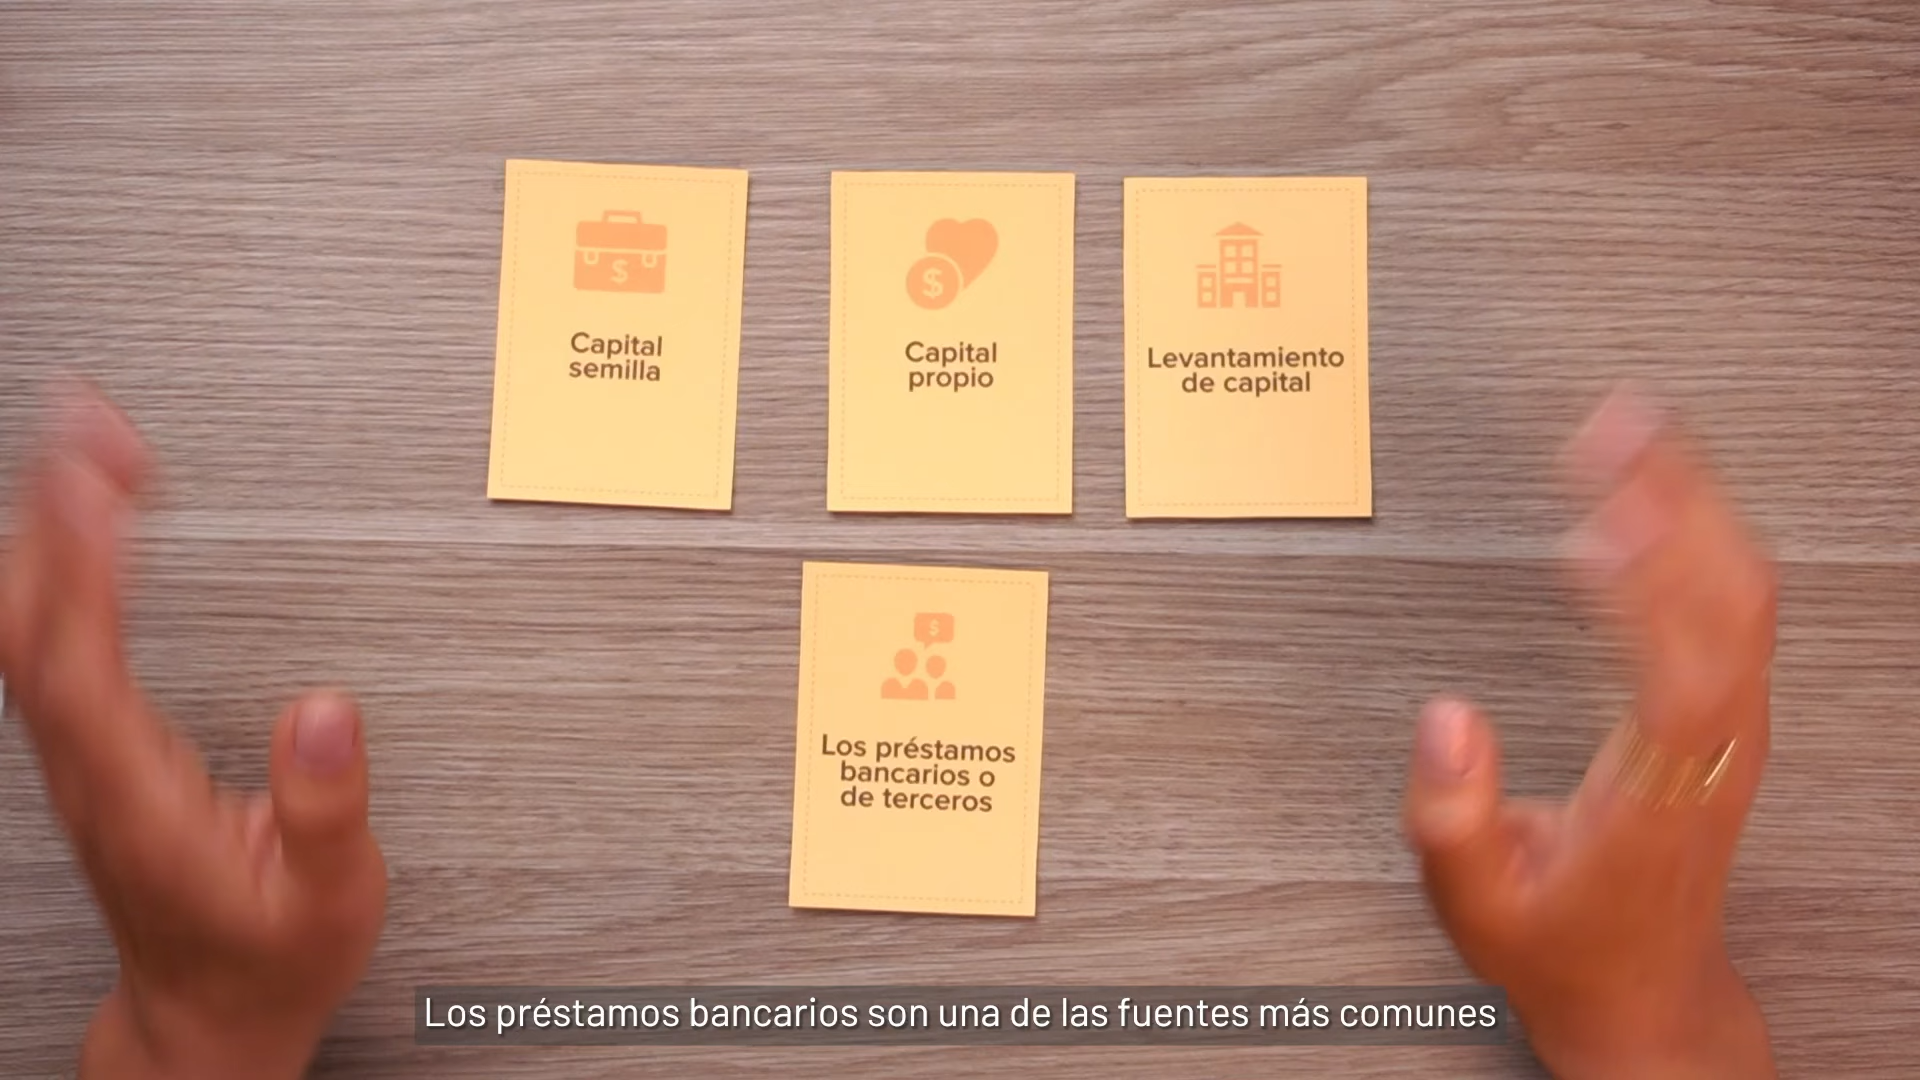 Capital
semilla
Capital
propio
Levantamiento
de capital
Los préstamos
bancarios o
de terceros
Los préstamos bancarios son una de las fuentes más comunes